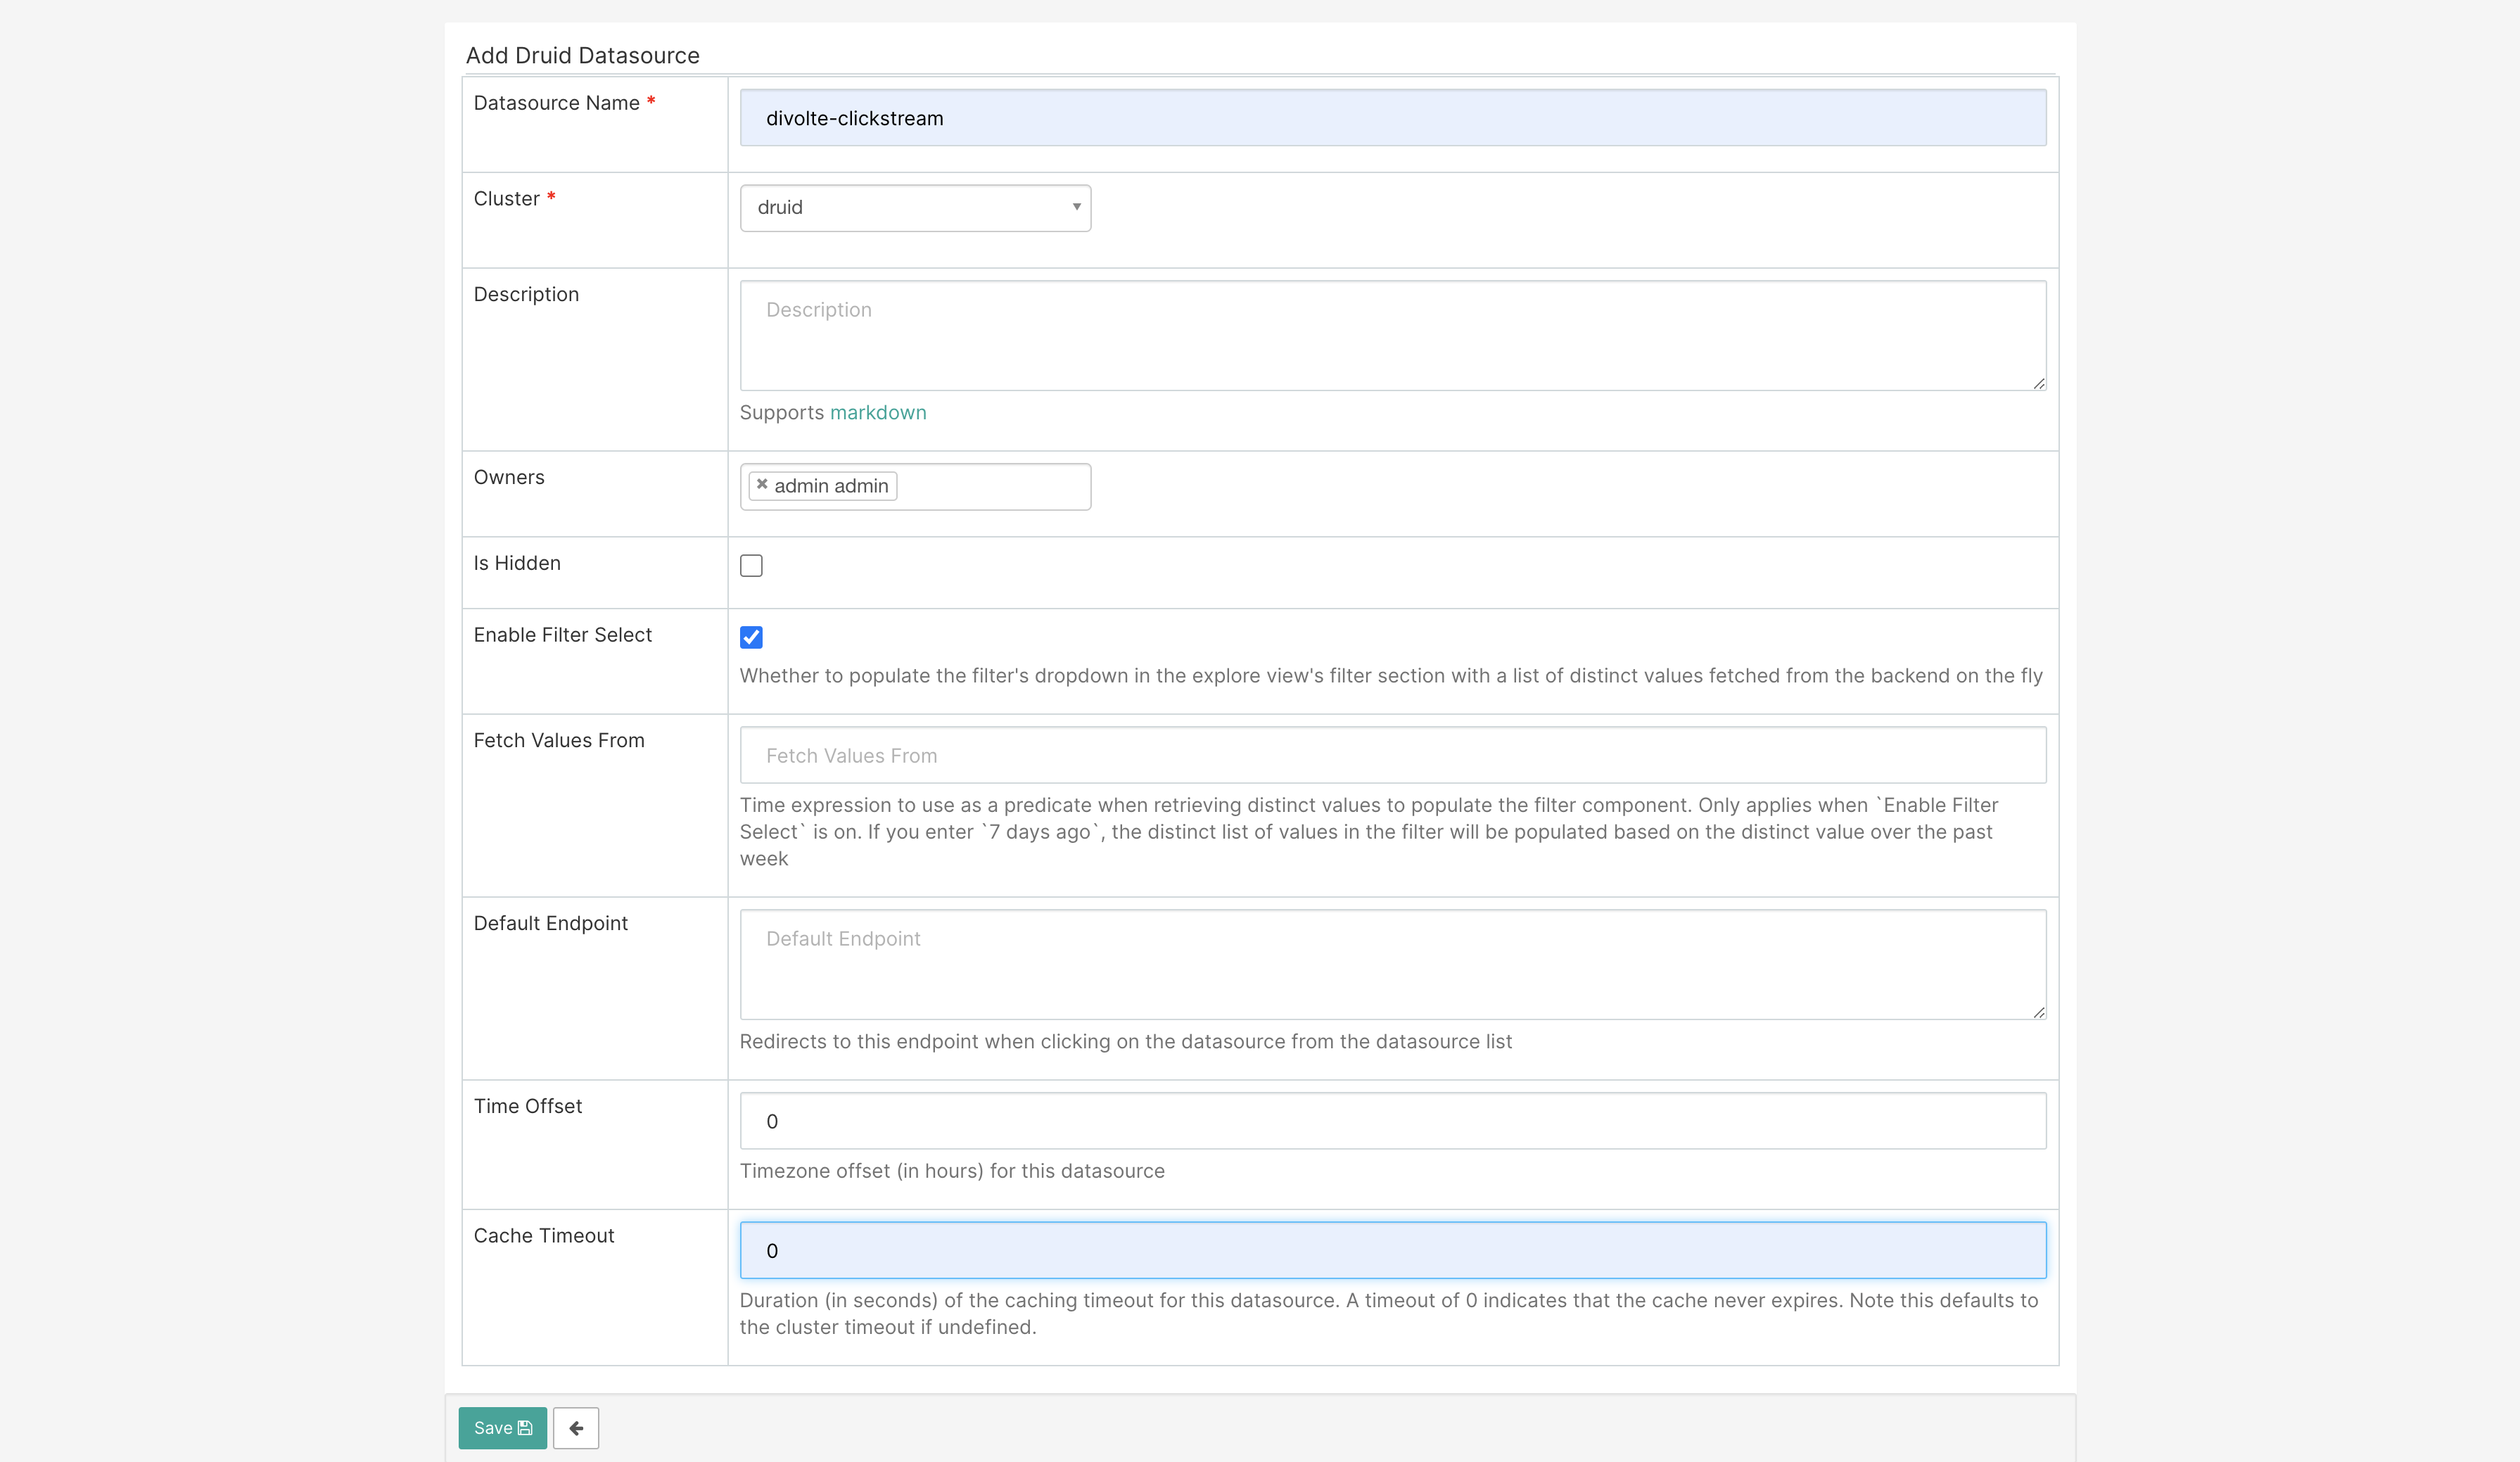 Add Druid Datasource
Datasource Name *
divolte-clickstream
Cluster *
druid
Description
Description
Supports markdown
Owners
admin admin
Is Hidden
Enable Filter Select
Whether to populate the filter's dropdown in the explore view's filter section with a list of distinct values fetched from the backend on the fly
Fetch Values From
Fetch Values From
Time expression to use as a predicate when retrieving distinct values to populate the filter component. Only applies when `Enable Filter
Select` is on. If you enter `7 days ago`, the distinct list of values in the filter will be populated based on the distinct value over the past
week
Default Endpoint
Default Endpoint
Redirects to this endpoint when clicking on the datasource from the datasource list
Time Offset
0
Timezone offset (in hours) for this datasource
Cache Timeout
0
Duration (in seconds) of the caching timeout for this datasource. A timeout of 0 indicates that the cache never expires. Note this defaults to
the cluster timeout if undefined.
Save